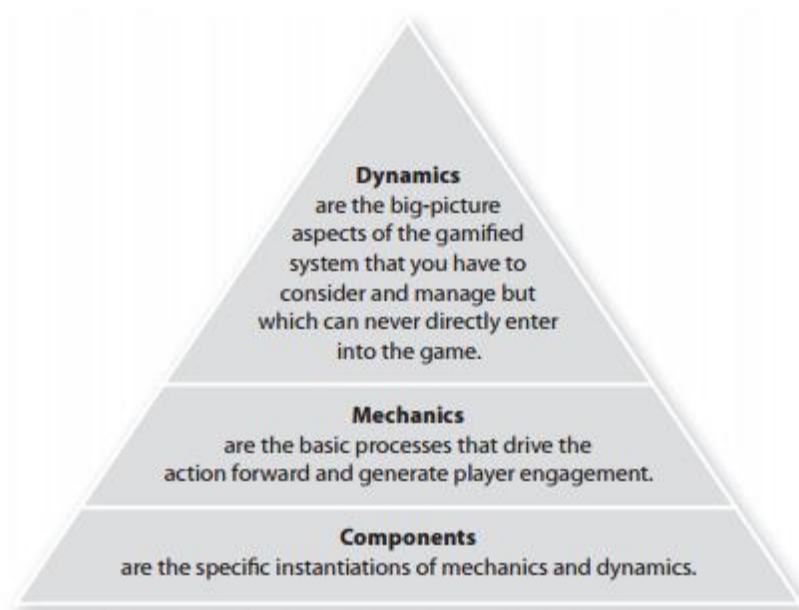 Dynamics
are the big-picture
aspects of the gamified
system that you have to
consider and manage but
which can never directly enter
into the game.
Mechanics
are the basic processes that drive the
action forward and generate player engagement.
Components
are the specific instantiations of mechanics and dynamics.